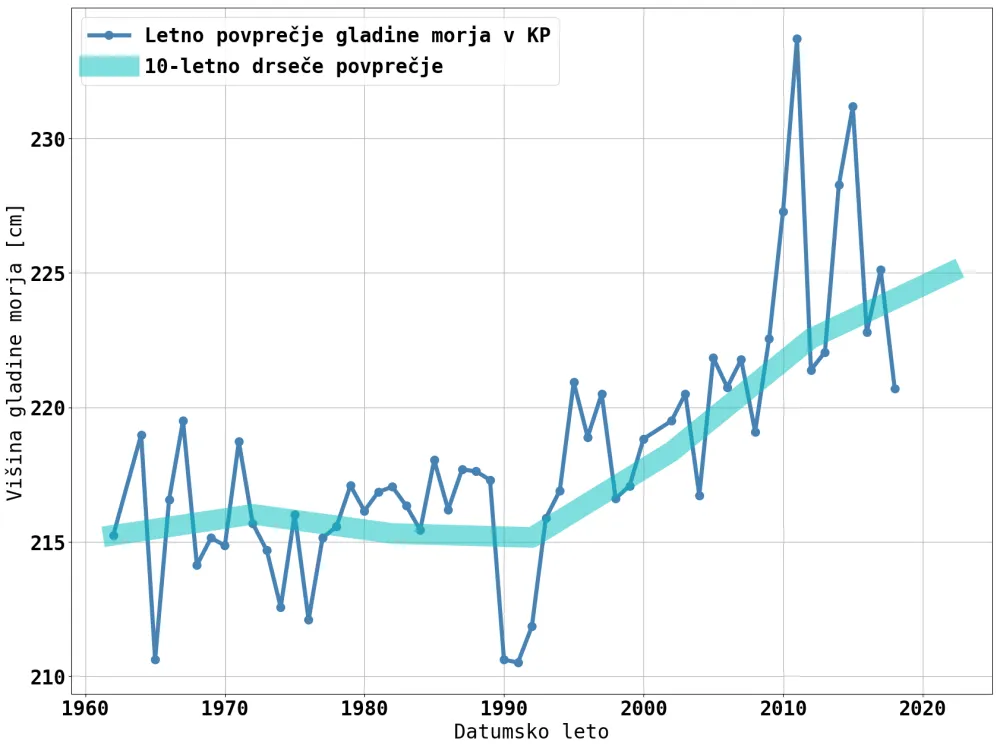 Letno povprečje gladine morja v KP
10-letno drseče povprečje
Višina gladine morja [cm]
230
225
220
215
210
1960 1970 1980 1990 2000 2010 2020
Datumsko leto